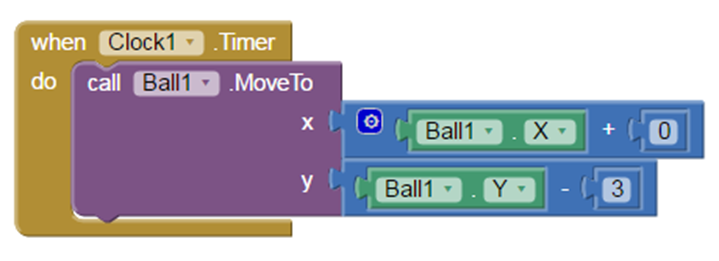 when Clock1 .Timer
do call Ball1 .MoveTo
x Ball1 . X + 0
y Ball1 . Y - 3